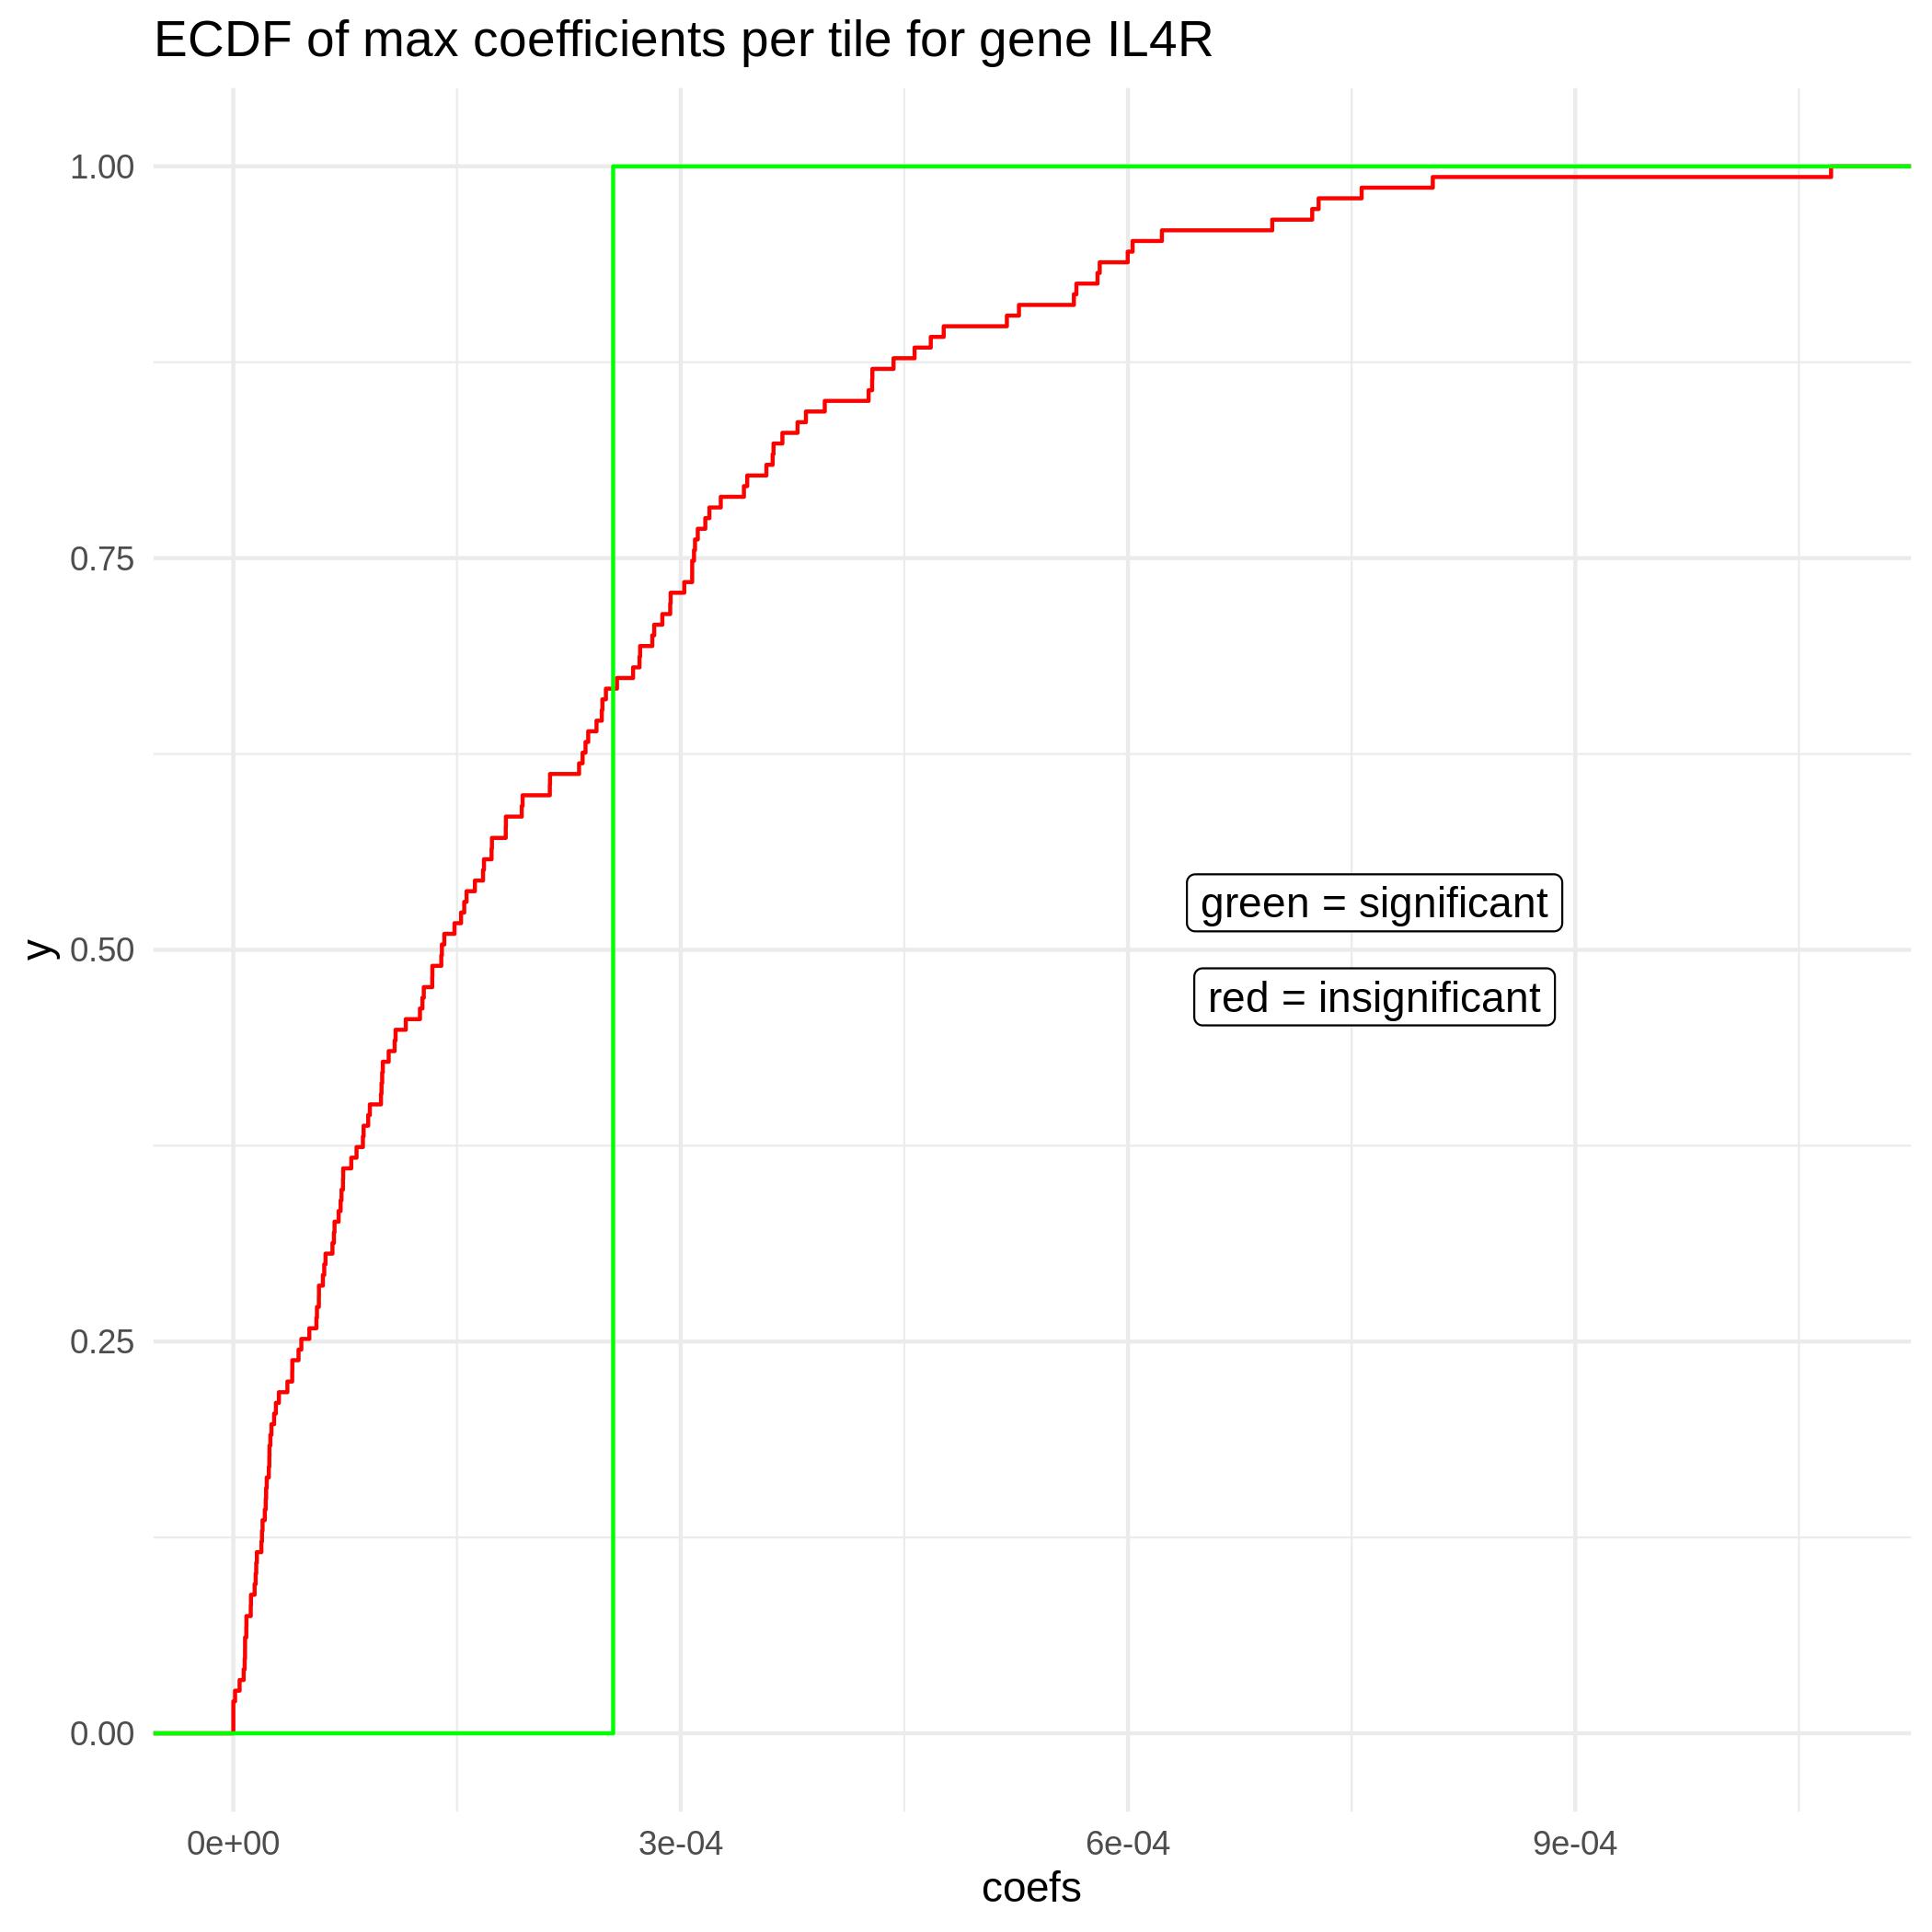 ECDF of max coefficients per tile for gene IL4R
1.00
0.75
0.50
0.25
0.00
y
green = significant
red = insignificant
0e+00 3e-04 6e-04 9e-04
coefs